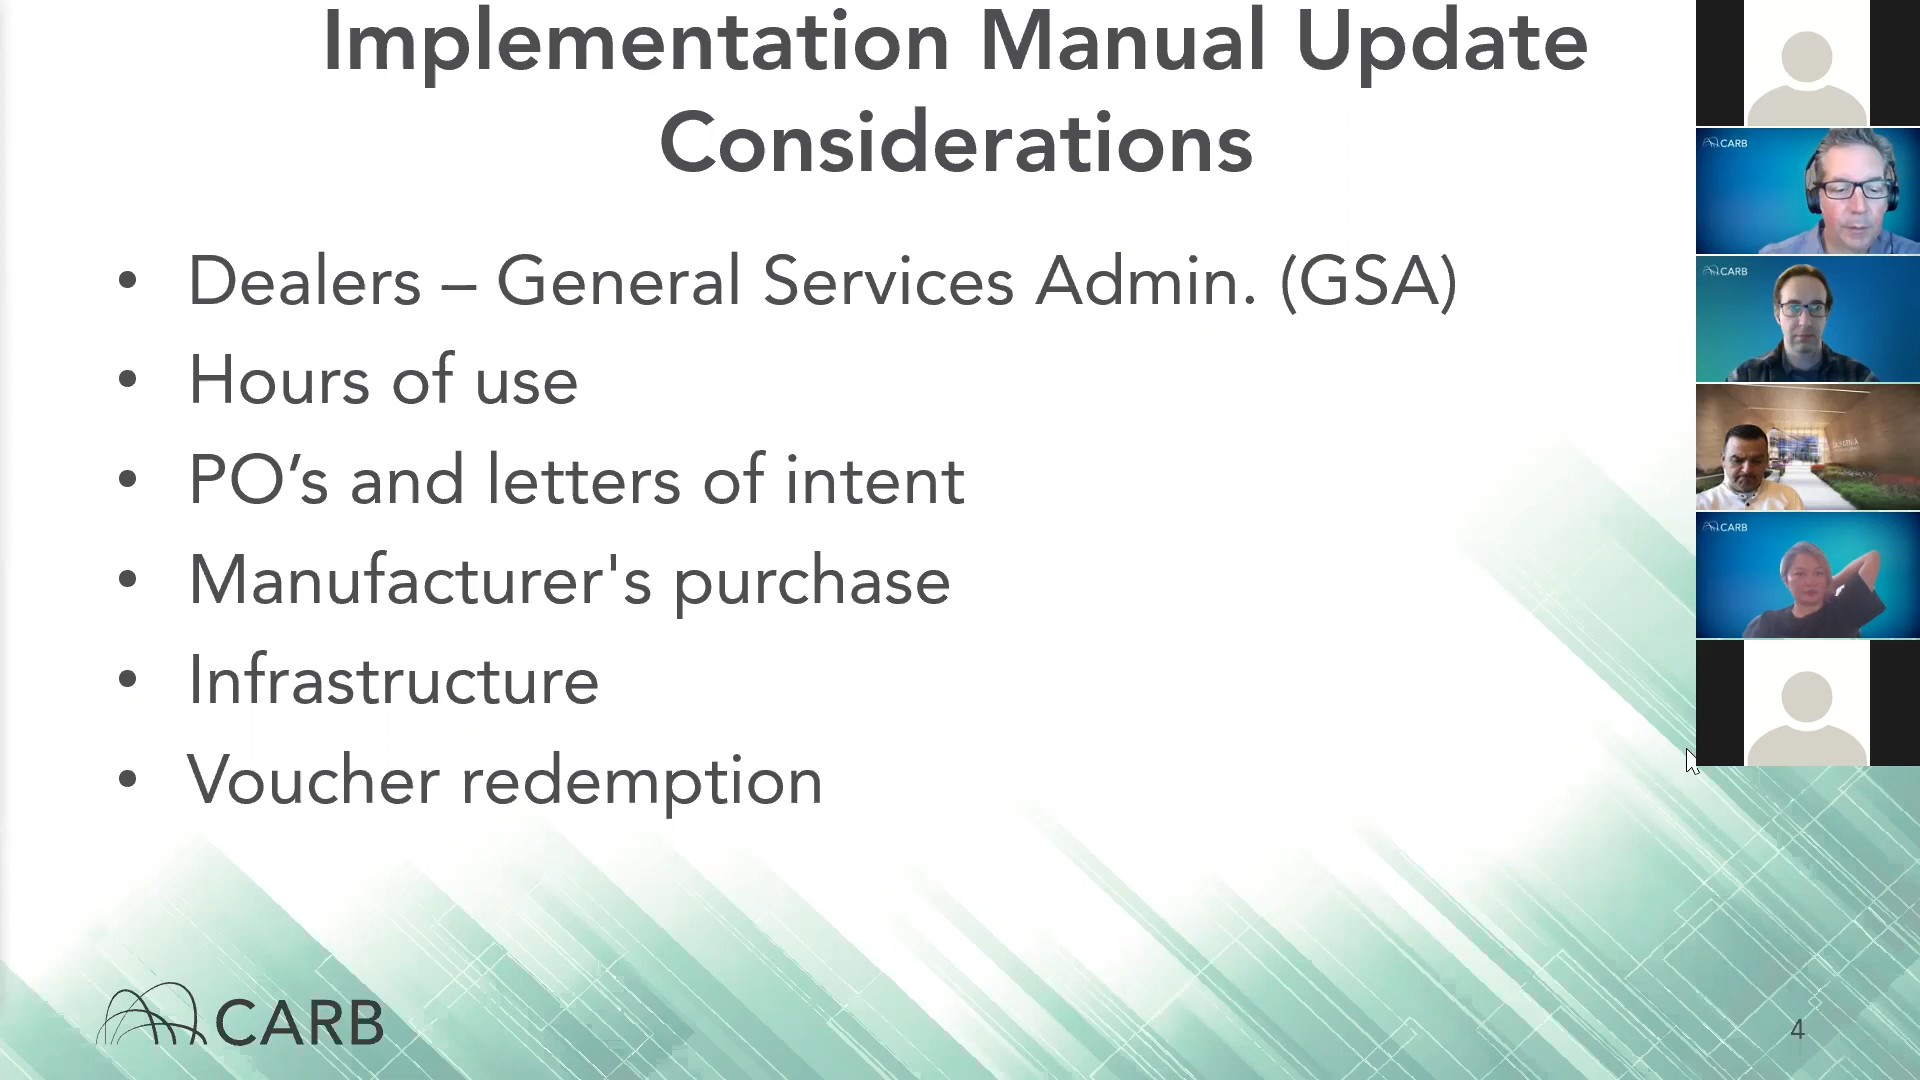 Implementation Manual Update
Considerations
• Dealers – General Services Admin. (GSA)
• Hours of use
• PO’s and letters of intent
• Manufacturer's purchase
• Infrastructure
• Voucher redemption
CARB
4
CARB
CARB
CARB